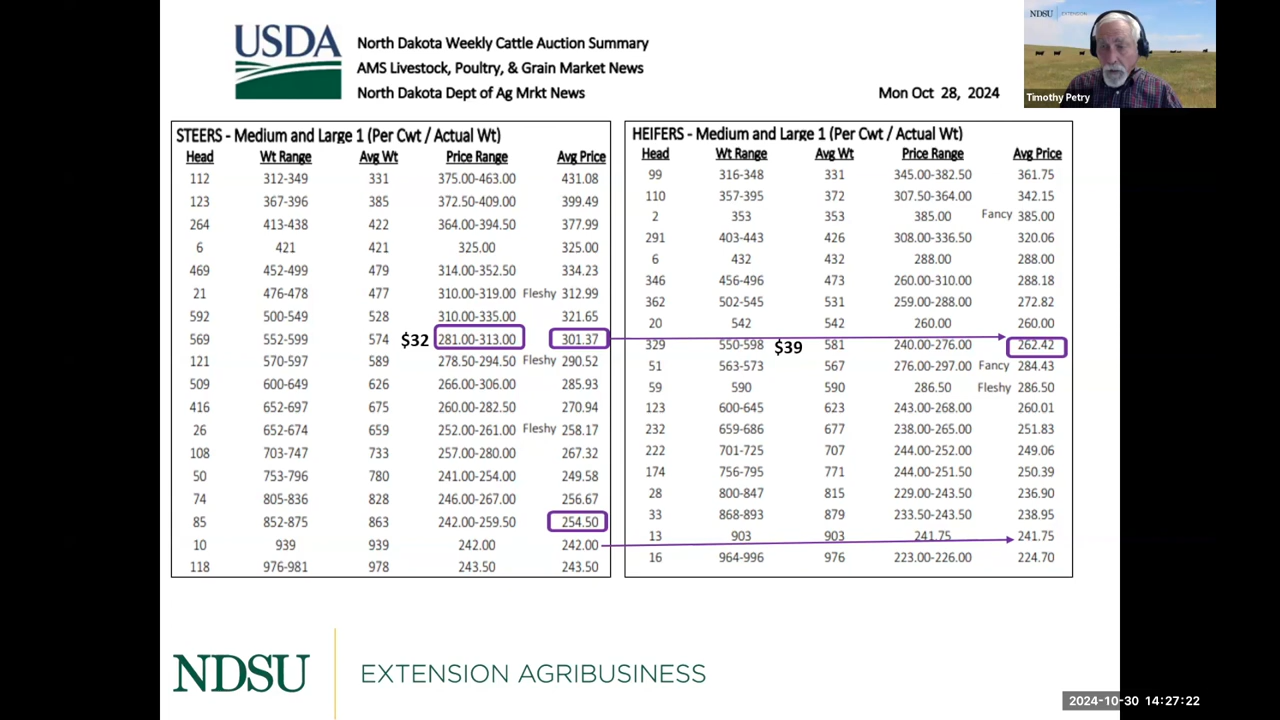 USDA
North Dakota Weekly Cattle Auction Summary
AMS Livestock, Poultry, & Grain Market News
North Dakota Dept of Ag Mrkt News
Mon Oct 28, 2024
NDSU EXTENSION
Timothy Petry
STEERS - Medium and Large 1 (Per Cwt / Actual Wt)
Head Wt Range Avg Wt Price Range Avg Price
112 312-349 331 375.00-463.00 431.08
123 367-396 385 372.50-409.00 399.49
264 413-438 422 364.00-394.50 377.99
6 421 421 325.00 325.00
469 452-499 479 314.00-352.50 334.23
21 476-478 477 310.00-319.00 Fleshy 312.99
592 500-549 528 310.00-335.00 321.65
569 552-599 574 $32 281.00-313.00 301.37
121 570-597 589 278.50-294.50 Fleshy 290.52
509 600-649 626 266.00-306.00 285.93
416 652-697 675 260.00-282.50 270.94
26 652-674 659 252.00-261.00 Fleshy 258.17
108 703-747 733 257.00-280.00 267.32
50 753-796 780 241.00-254.00 249.58
74 805-836 828 246.00-267.00 256.67
85 852-875 863 242.00-259.50 254.50
10 939 939 242.00 242.00
118 976-981 978 243.50 243.50
HEIFERS - Medium and Large 1 (Per Cwt / Actual Wt)
Head Wt Range Avg Wt Price Range Avg Price
99 316-348 331 345.00-382.50 361.75
110 357-395 372 307.50-364.00 342.15
2 353 353 385.00 Fancy 385.00
291 403-443 426 308.00-336.50 320.06
6 432 432 288.00 288.00
346 456-496 473 260.00-310.00 288.18
362 502-545 531 259.00-288.00 272.82
20 542 542 260.00 260.00
329 550-598 $39 581 240.00-276.00 262.42
51 563-573 567 276.00-297.00 Fancy 284.43
59 590 590 286.50 Fleshy 286.50
123 600-645 623 243.00-268.00 260.01
232 659-686 677 238.00-265.00 251.83
222 701-725 707 244.00-252.00 249.06
174 756-795 771 244.00-251.50 250.39
28 800-847 815 229.00-243.50 236.90
33 868-893 879 233.50-243.50 238.95
13 903 903 241.75 241.75
16 964-996 976 223.00-226.00 224.70
NDSU EXTENSION AGRIBUSINESS
2024-10-30 14:27:22